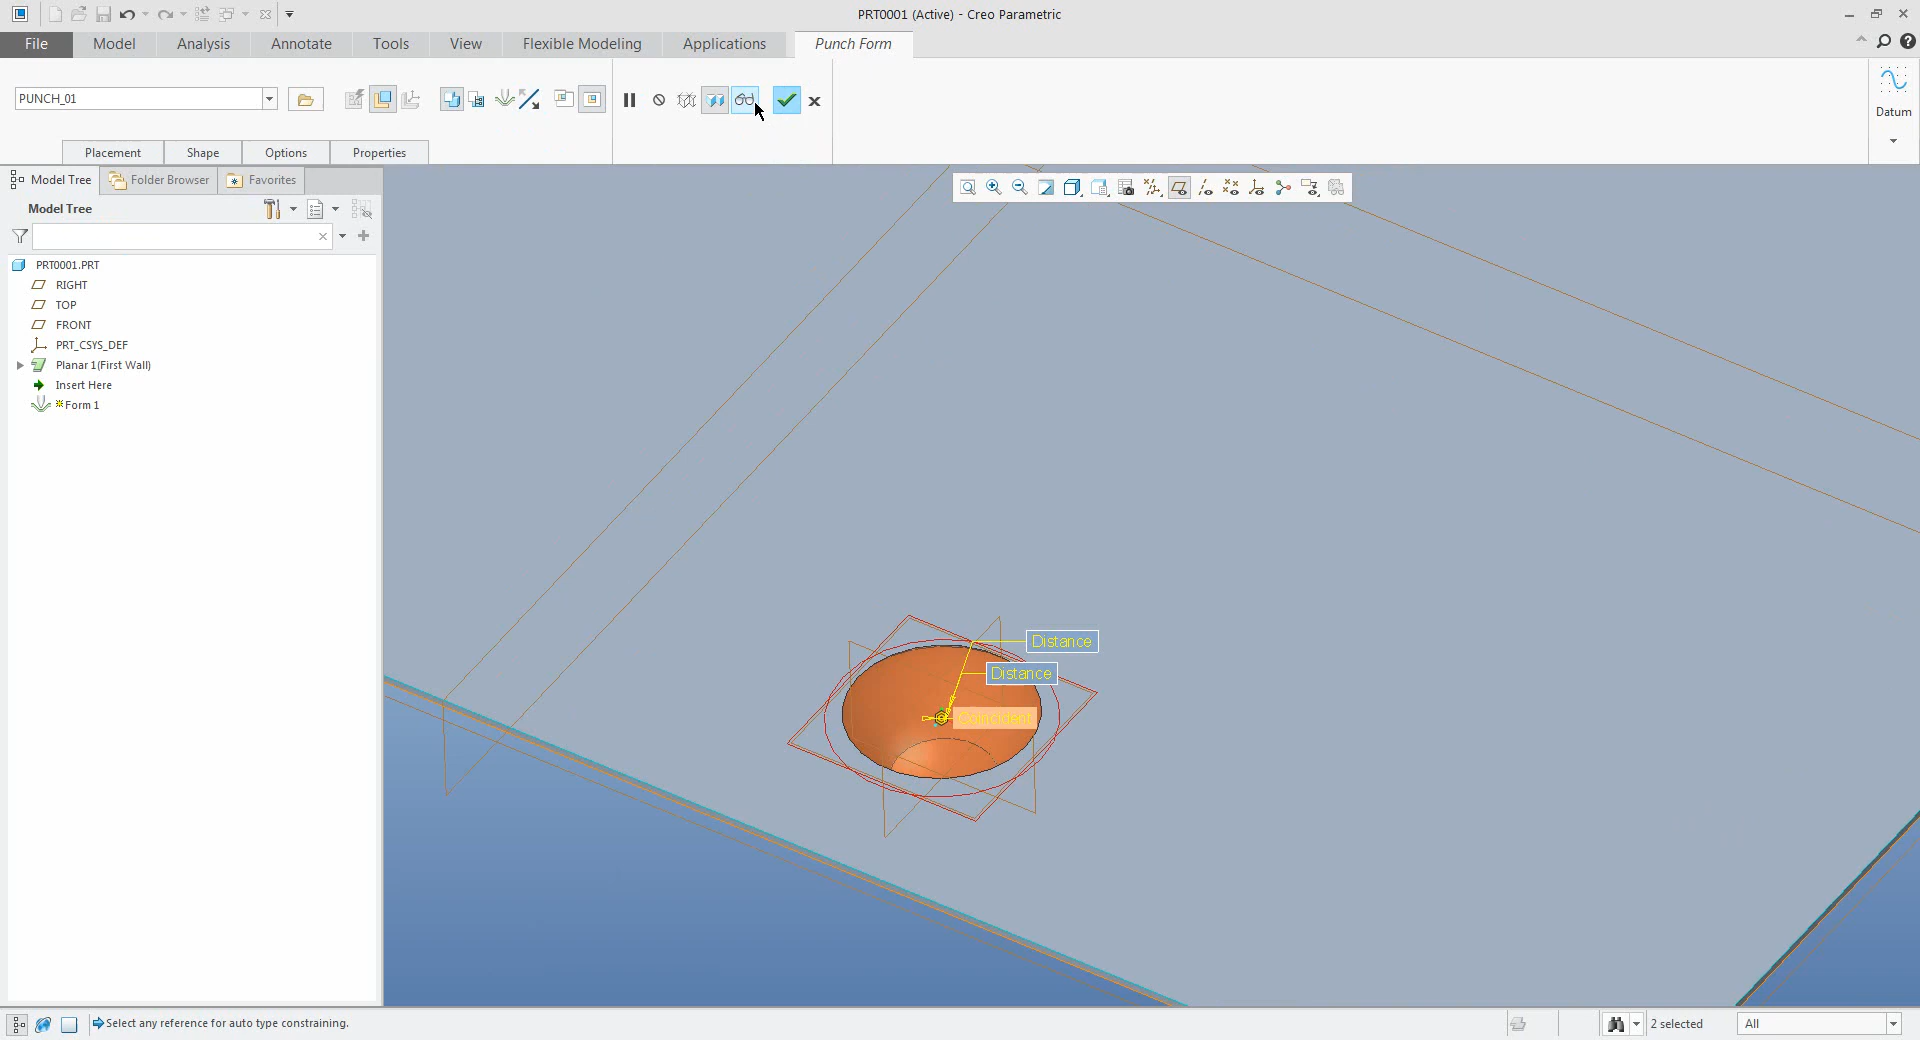 PRT0001 (Active) - Creo Parametric
File Model Analysis Annotate Tools View Flexible Modeling Applications Punch Form
PUNCH_01
Datum
Placement Shape Options Properties
Model Tree Folder Browser Favorites
Model Tree
PRT0001.PRT
RIGHT
TOP
FRONT
PRT_CSYS_DEF
Planar 1(First Wall)
Insert Here
Form 1
Distance
Distance
Coincident
Select any reference for auto type constraining.
2 selected
All